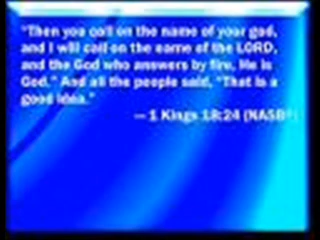 "Then you call on the name of your god,
and I will call on the name of the LORD,
and the God who answers by fire, He is
God." And all the people said, "That is a
good idea."
— 1 Kings 18:24 (NASB)